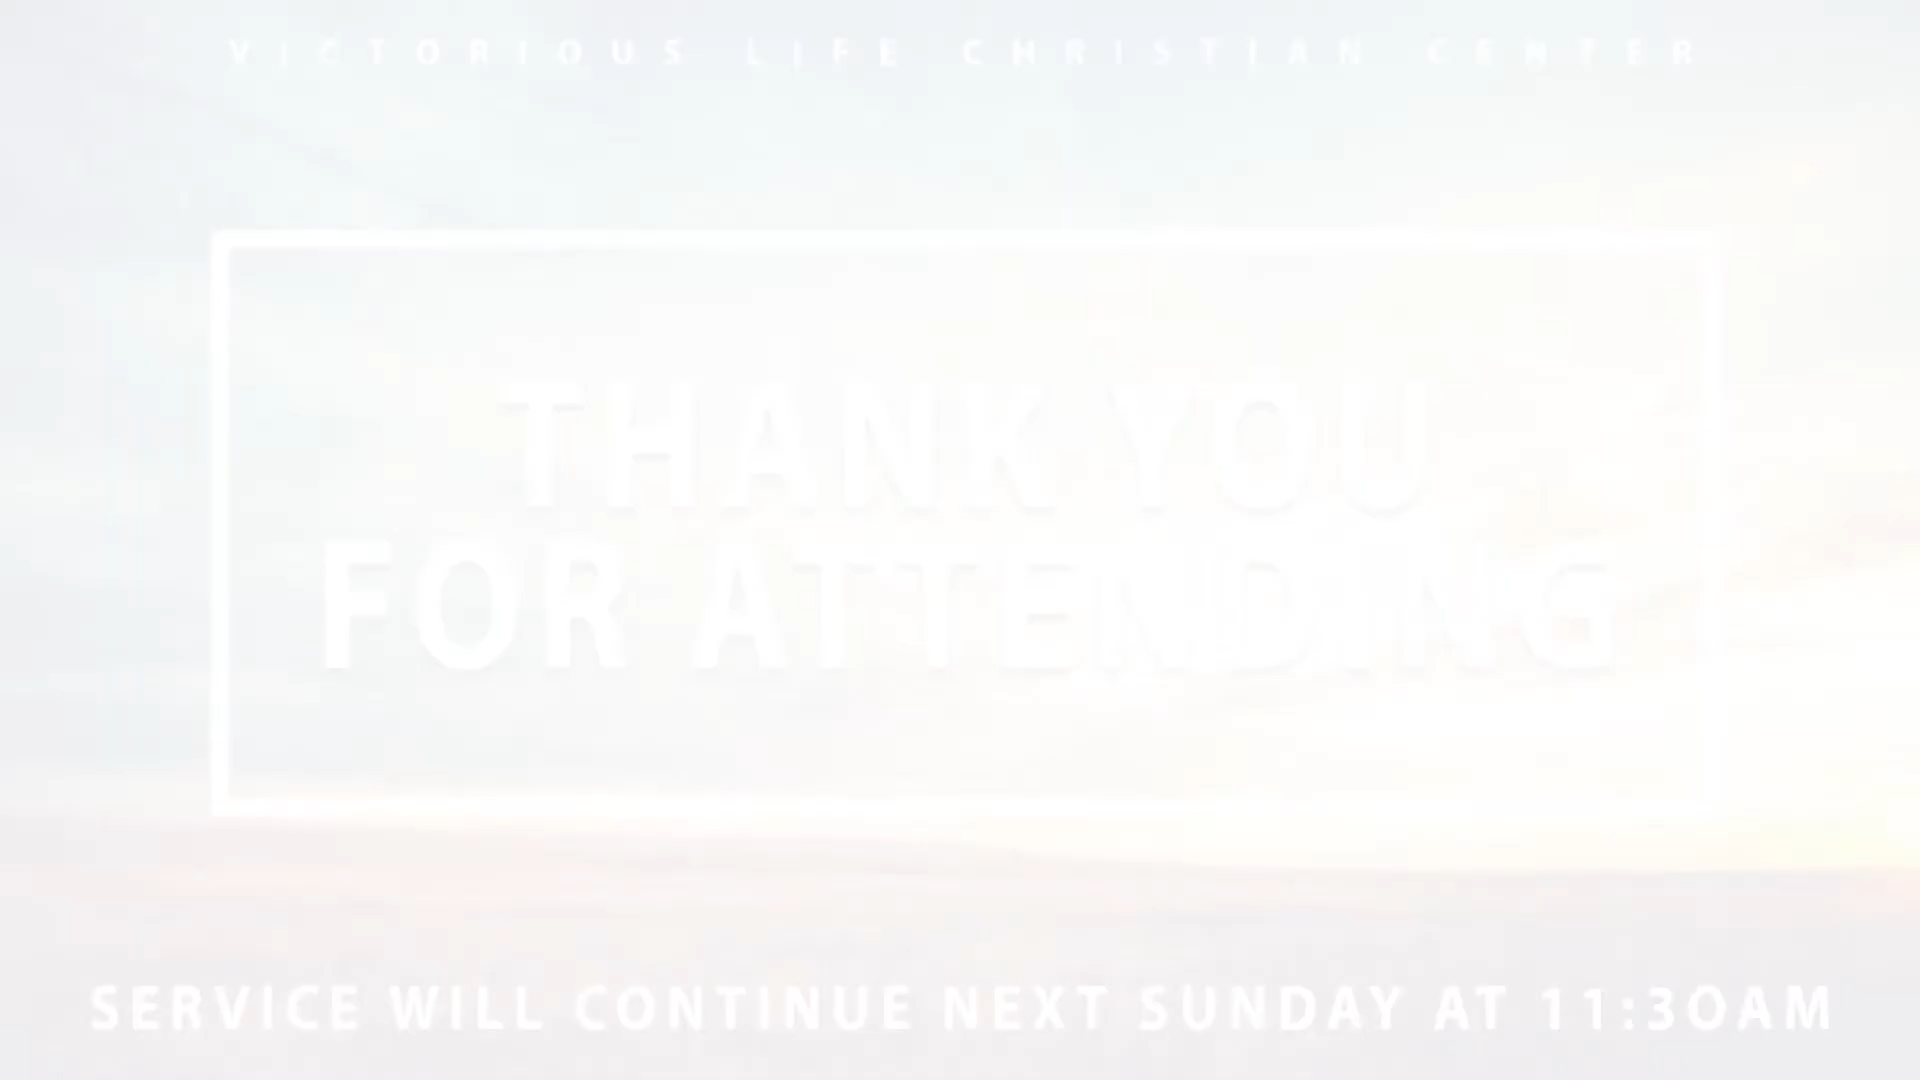 VICTORIOUS LIFE CHRISTIAN CENTER
THANK YOU
FOR ATTENDING
SERVICE WILL CONTINUE NEXT SUNDAY AT 11:30AM